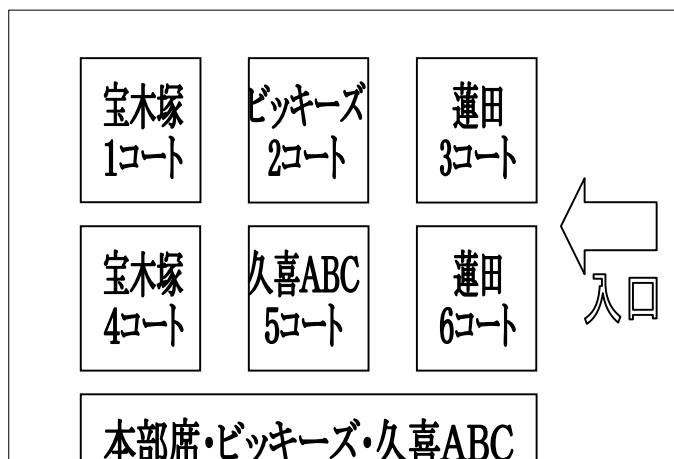 宝木塚
1コート
ビッキーズ
2コート
蓮田
3コート
宝木塚
4コート
久喜ABC
5コート
蓮田
6コート
入口
本部席・ビッキーズ・久喜ABC